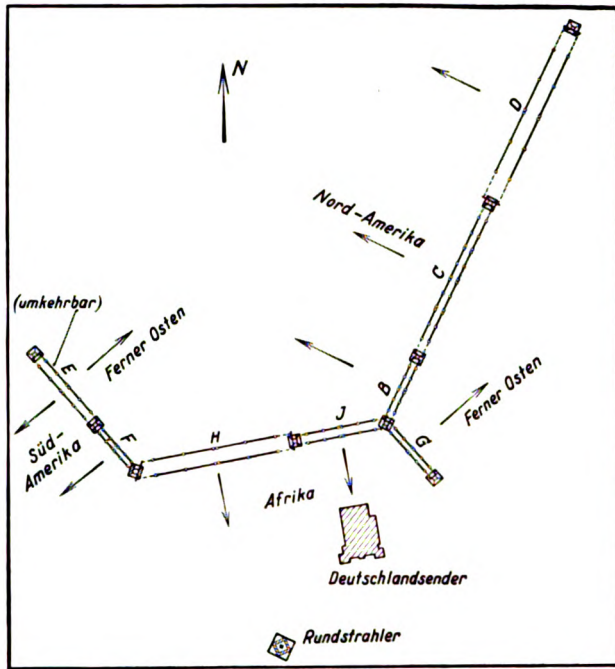 N
D
Nord-Amerika
C
(umkehrbar)
E
Ferner Osten
B
Ferner Osten
Süd-
Amerika
F
H
J
G
Afrika
Deutschlandsender
Rundstrahler